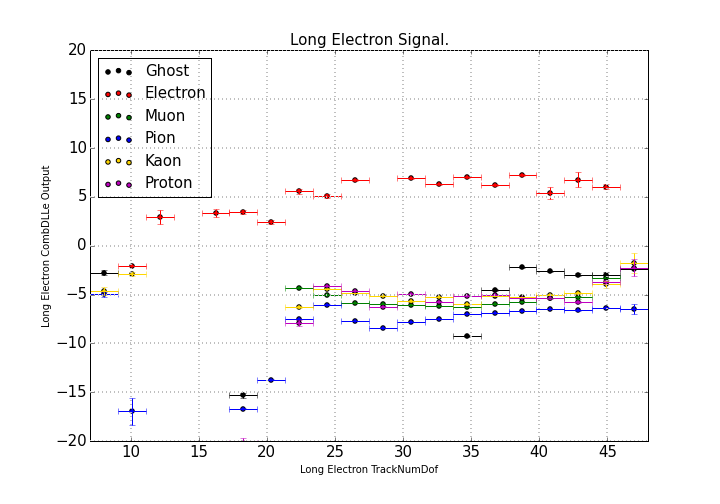 Long Electron Signal.
20
15
10
5
0
−5
−10
−15
−20
Long Electron CombDLLe Output
Ghost
Electron
Muon
Pion
Kaon
Proton
10
15
20
25
30
35
40
45
Long Electron TrackNumDof